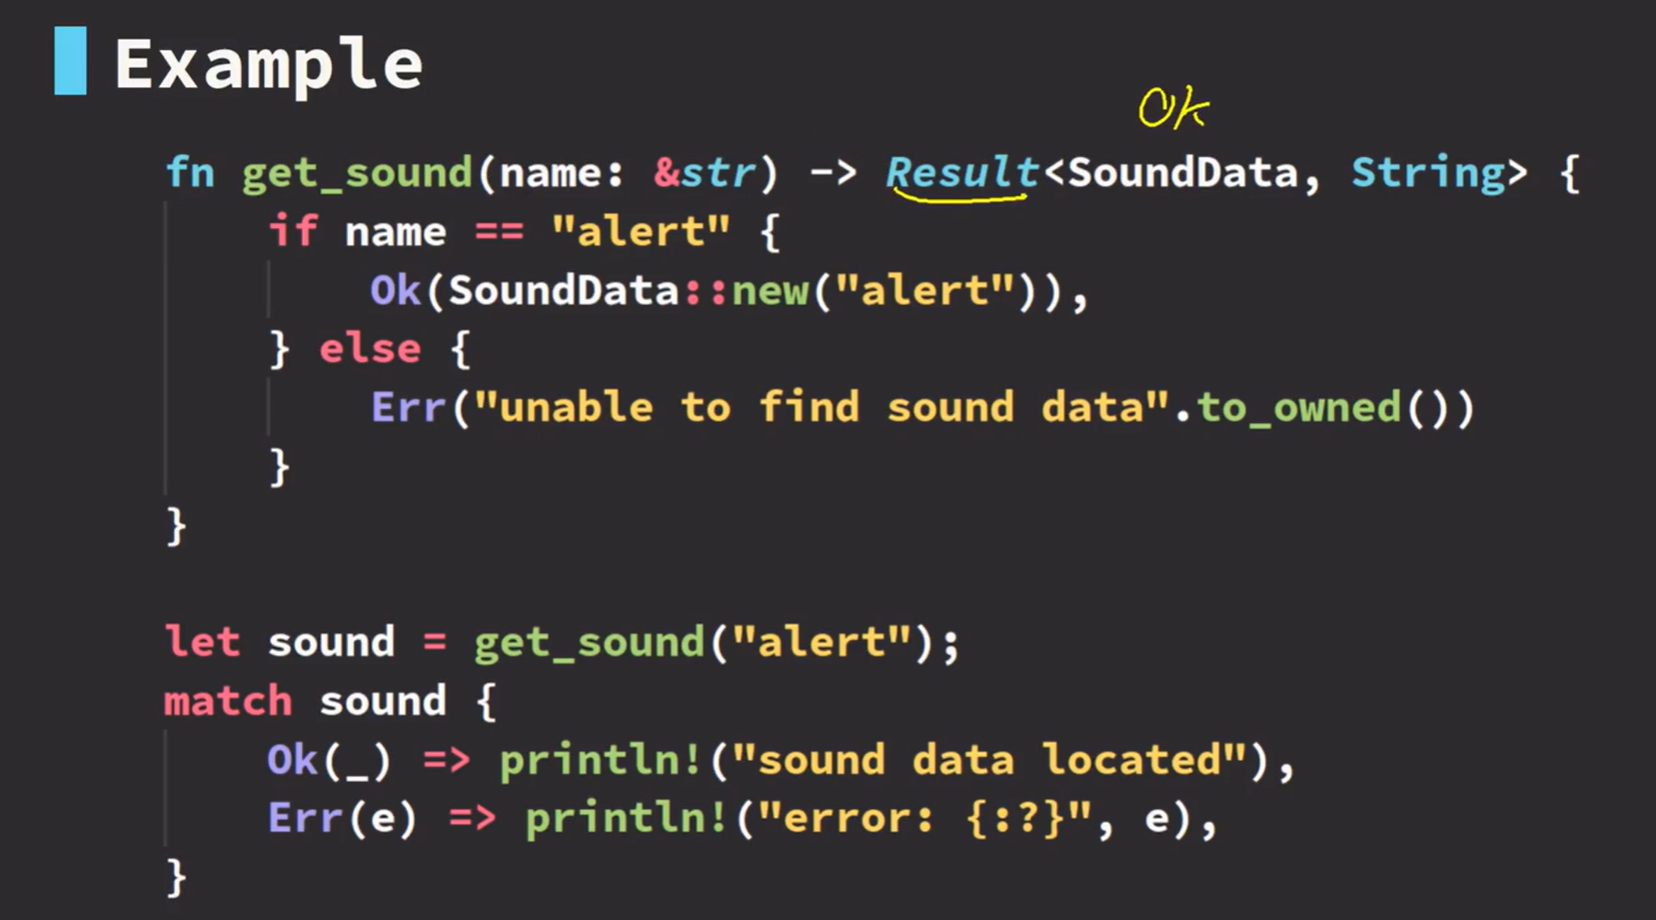 Example
OK
fn get_sound(name: &str) -> Result<SoundData, String> {
    if name == "alert" {
        Ok(SoundData::new("alert")),
    } else {
        Err("unable to find sound data".to_owned())
    }
}
let sound = get_sound("alert");
match sound {
    Ok(_) => println!("sound data located"),
    Err(e) => println!("error: {:?}", e),
}